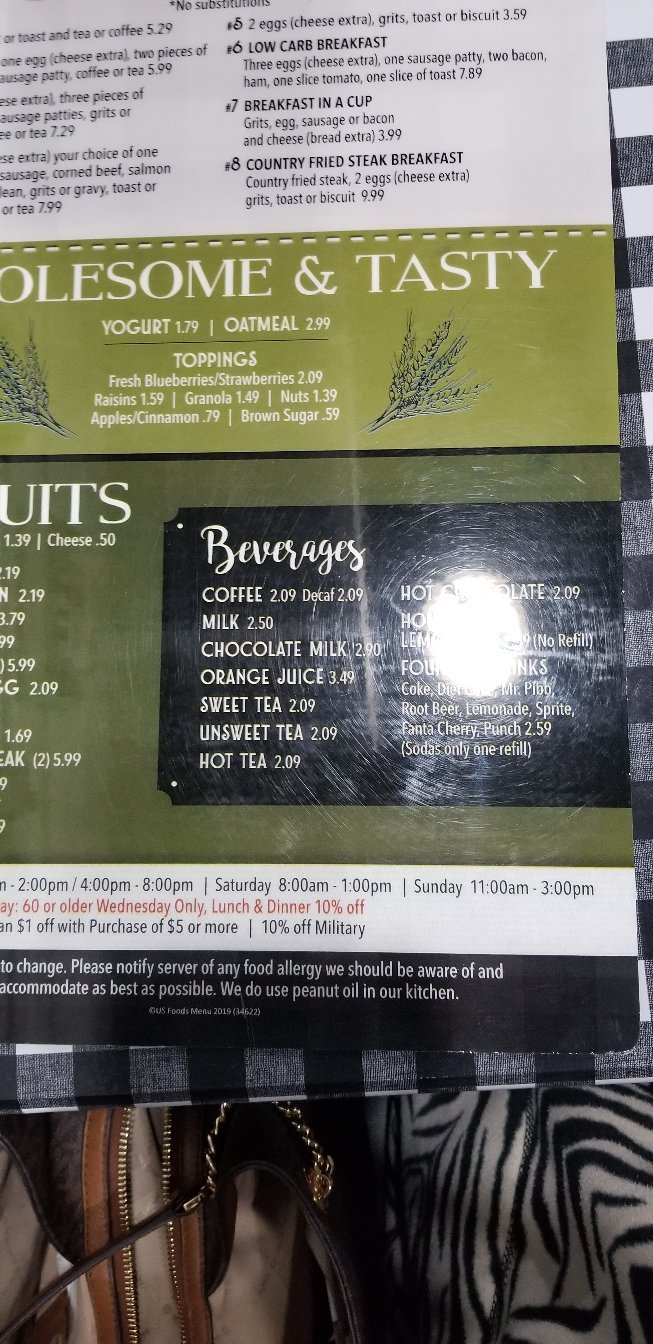 *No substitutions
or toast and tea or coffee 5.29
one egg (cheese extra), two pieces of
ausage patty, coffee or tea 5.99
ese extra), three pieces of
ausage patties, grits or
ee or tea 7.29
se extra) your choice of one
sausage, corned beef, salmon
lean, grits or gravy, toast or
or tea 7.99
#5 2 eggs (cheese extra), grits, toast or biscuit 3.59
#6 LOW CARB BREAKFAST
Three eggs (cheese extra), one sausage patty, two bacon,
ham, one slice tomato, one slice of toast 7.89
#7 BREAKFAST IN A CUP
Grits, egg, sausage or bacon
and cheese (bread extra) 3.99
#8 COUNTRY FRIED STEAK BREAKFAST
Country fried steak, 2 eggs (cheese extra)
grits, toast or biscuit 9.99
OLESOME & TASTY
YOGURT 1.79 | OATMEAL 2.99
TOPPINGS
Fresh Blueberries/Strawberries 2.09
Raisins 1.59 | Granola 1.49 | Nuts 1.39
Apples/Cinnamon .79 | Brown Sugar .59
UITS
1.39 | Cheese .50
.19
N 2.19
3.79
99
) 5.99
GG 2.09
1.69
EAK (2) 5.99
9
9
Beverages
COFFEE 2.09 Decaf 2.09
MILK 2.50
CHOCOLATE MILK 2.90
ORANGE JUICE 3.49
SWEET TEA 2.09
UNSWEET TEA 2.09
HOT TEA 2.09
HOT 2.09
(No Refill)
Coke, Mr. Pibb,
Root Beer, Lemonade, Sprite,
Fanta Cherry, Punch 2.59
(Sodas only one refill)
- 2:00pm / 4:00pm - 8:00pm | Saturday 8:00am - 1:00pm | Sunday 11:00am - 3:00pm
ay: 60 or older Wednesday Only, Lunch & Dinner 10% off
an $1 off with Purchase of $5 or more | 10% off Military
to change. Please notify server of any food allergy we should be aware of and
accommodate as best as possible. We do use peanut oil in our kitchen.
©US Foods Menu 2019 (34622)